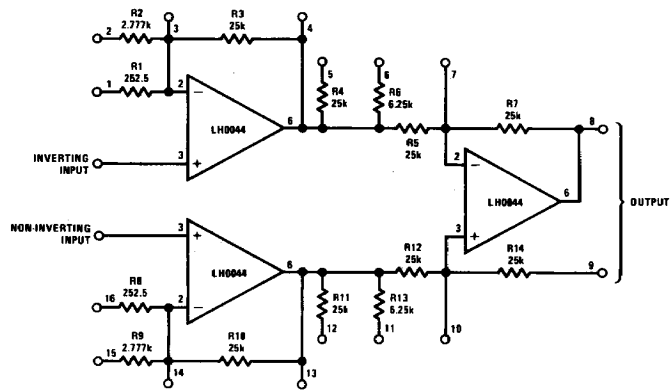 R2
2.777k
2
3
R3
25k
4
R1
252.5
1
2
−
LH0044
6
INVERTING
INPUT
3
+
5
R4
25k
6
R6
6.25k
R5
25k
7
R7
25k
8
2
−
LH0044
6
3
+
OUTPUT
NON-INVERTING
INPUT
3
+
LH0044
6
2
−
R8
252.5
16
R9
2.777k
15
14
R10
25k
13
R11
25k
12
R13
6.25k
11
R12
25k
10
R14
25k
9